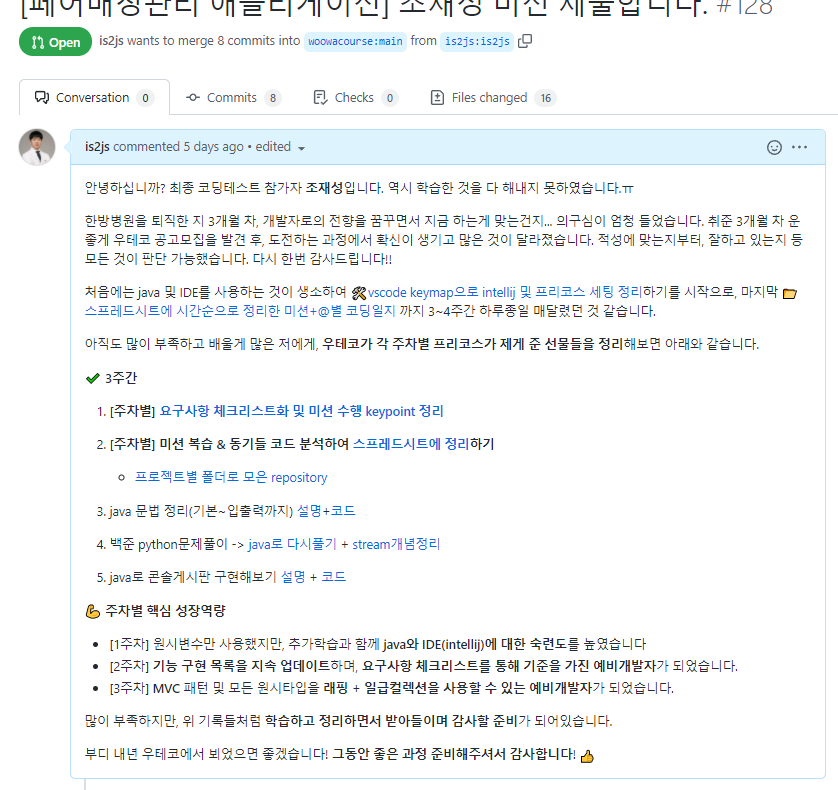 [페어매칭관리 애플리케이션] 조재성 미션 제출합니다. #128
Open is2js wants to merge 8 commits into woowacourse:main from is2js:is2js
Conversation 0 Commits 8 Checks 0 Files changed 16
is2js commented 5 days ago • edited
안녕하십니까? 최종 코딩테스트 참가자 조재성입니다. 역시 학습한 것을 다 해내지 못하였습니다.ㅠ
한방병원을 퇴직한 지 3개월 차, 개발자로의 전향을 꿈꾸면서 지금 하는게 맞는건지... 의구심이 엄청 들었습니다. 취준 3개월 차 운
좋게 우테코 공고모집을 발견 후, 도전하는 과정에서 확신이 생기고 많은 것이 달라졌습니다. 적성에 맞는지부터, 잘하고 있는지 등
모든 것이 판단 가능했습니다. 다시 한번 감사드립니다!!
처음에는 java 및 IDE를 사용하는 것이 생소하여 🛠vscode keymap으로 intellij 및 프리코스 세팅 정리하기를 시작으로, 마지막 📂
스프레드시트에 시간순으로 정리한 미션+@별 코딩일지 까지 3~4주간 하루종일 매달렸던 것 같습니다.
아직도 많이 부족하고 배울게 많은 저에게, 우테코가 각 주차별 프리코스가 제게 준 선물들을 정리해보면 아래와 같습니다.
✔ 3주간
1. [주차별] 요구사항 체크리스트화 및 미션 수행 keypoint 정리
2. [주차별] 미션 복습 & 동기들 코드 분석하여 스프레드시트에 정리하기
○ 프로젝트별 폴더로 모은 repository
3. java 문법 정리(기본~입출력까지) 설명+코드
4. 백준 python문제풀이 -> java로 다시풀기 + stream개념정리
5. java로 콘솔게시판 구현해보기 설명 + 코드
💪 주차별 핵심 성장역량
• [1주차] 원시변수만 사용했지만, 추가학습과 함께 java와 IDE(intellij)에 대한 숙련도를 높였습니다
• [2주차] 기능 구현 목록을 지속 업데이트하며, 요구사항 체크리스트를 통해 기준을 가진 예비개발자가 되었습니다.
• [3주차] MVC 패턴 및 모든 원시타입을 래핑 + 일급컬렉션을 사용할 수 있는 예비개발자가 되었습니다.
많이 부족하지만, 위 기록들처럼 학습하고 정리하면서 받아들이며 감사할 준비가 되어있습니다.
부디 내년 우테코에서 뵈었으면 좋겠습니다! 그동안 좋은 과정 준비해주셔서 감사합니다! 👍